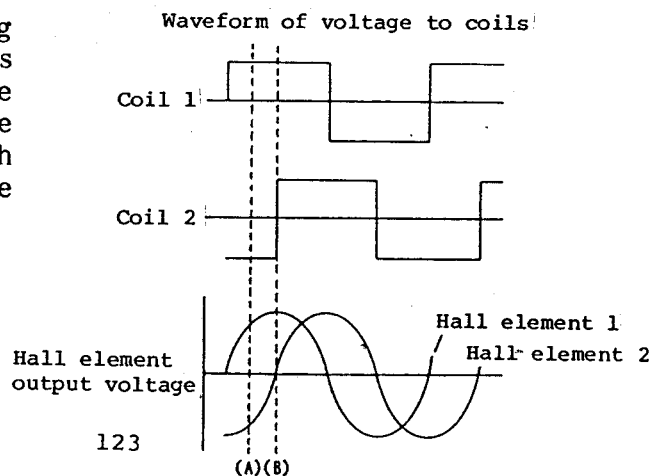 Waveform of voltage to coils
g
s
e
e
h
e
Coil 1
Coil 2
Hall element 1
Hall element 2
Hall element
output voltage
123
(A)(B)